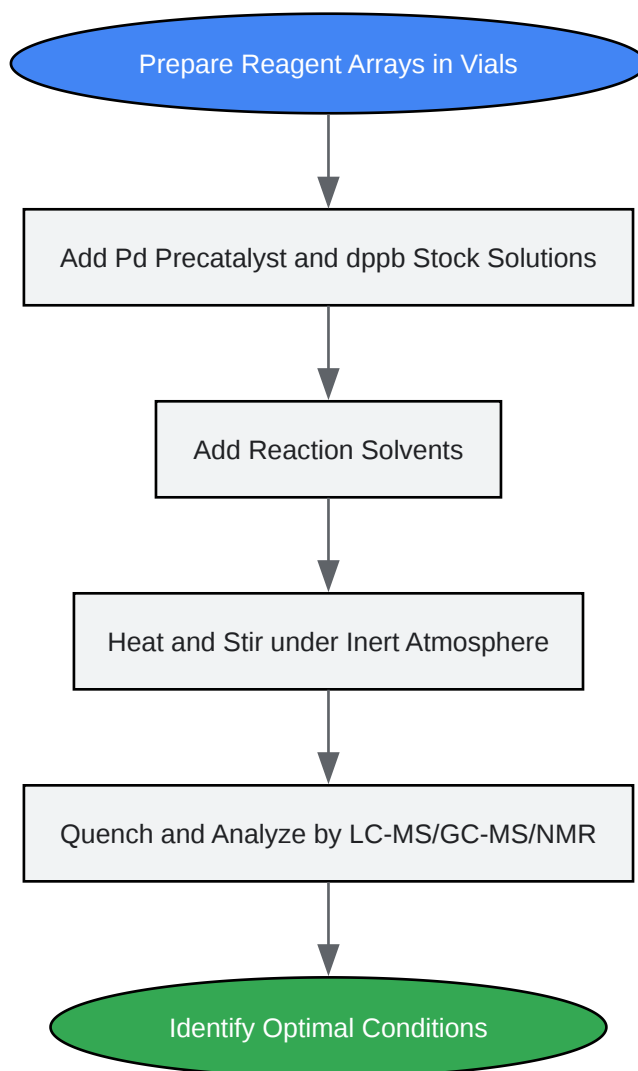 Prepare Reagent Arrays in Vials
Add Pd Precatalyst and dppb Stock Solutions
Add Reaction Solvents
Heat and Stir under Inert Atmosphere
Quench and Analyze by LC-MS/GC-MS/NMR
Identify Optimal Conditions